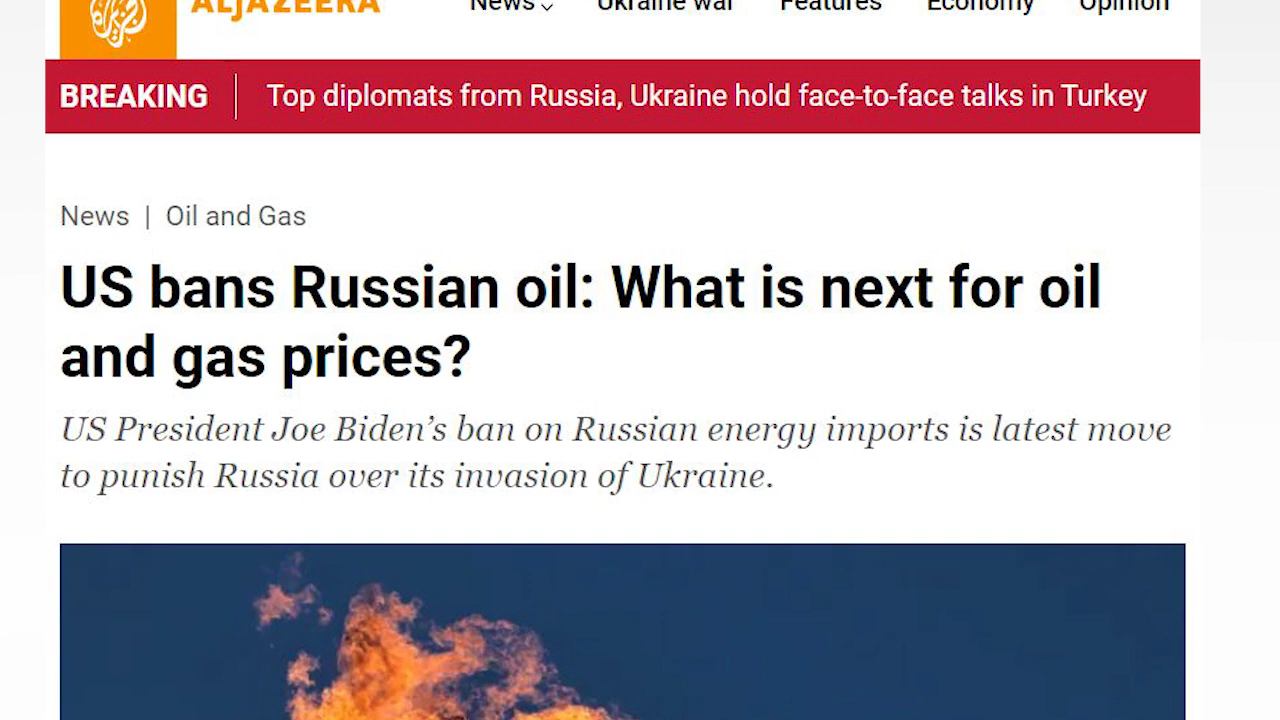 ALJAZEERA
News Ukraine war Features Economy Opinion
BREAKING Top diplomats from Russia, Ukraine hold face-to-face talks in Turkey
News | Oil and Gas
US bans Russian oil: What is next for oil
and gas prices?
US President Joe Biden’s ban on Russian energy imports is latest move
to punish Russia over its invasion of Ukraine.